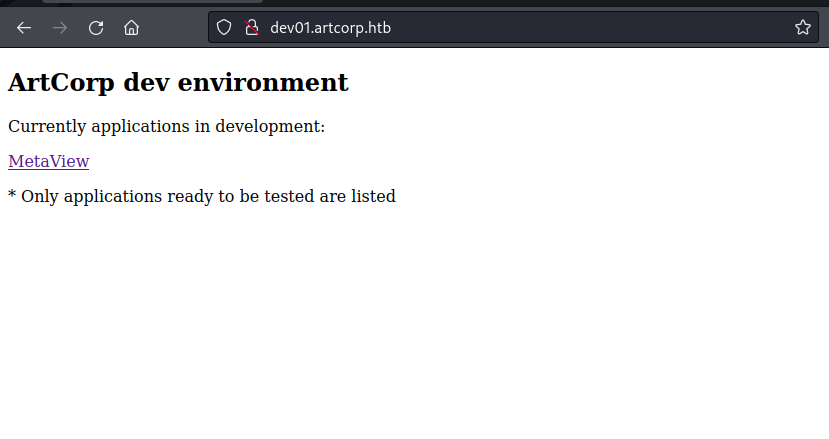 dev01.artcorp.htb
ArtCorp dev environment
Currently applications in development:
MetaView
* Only applications ready to be tested are listed